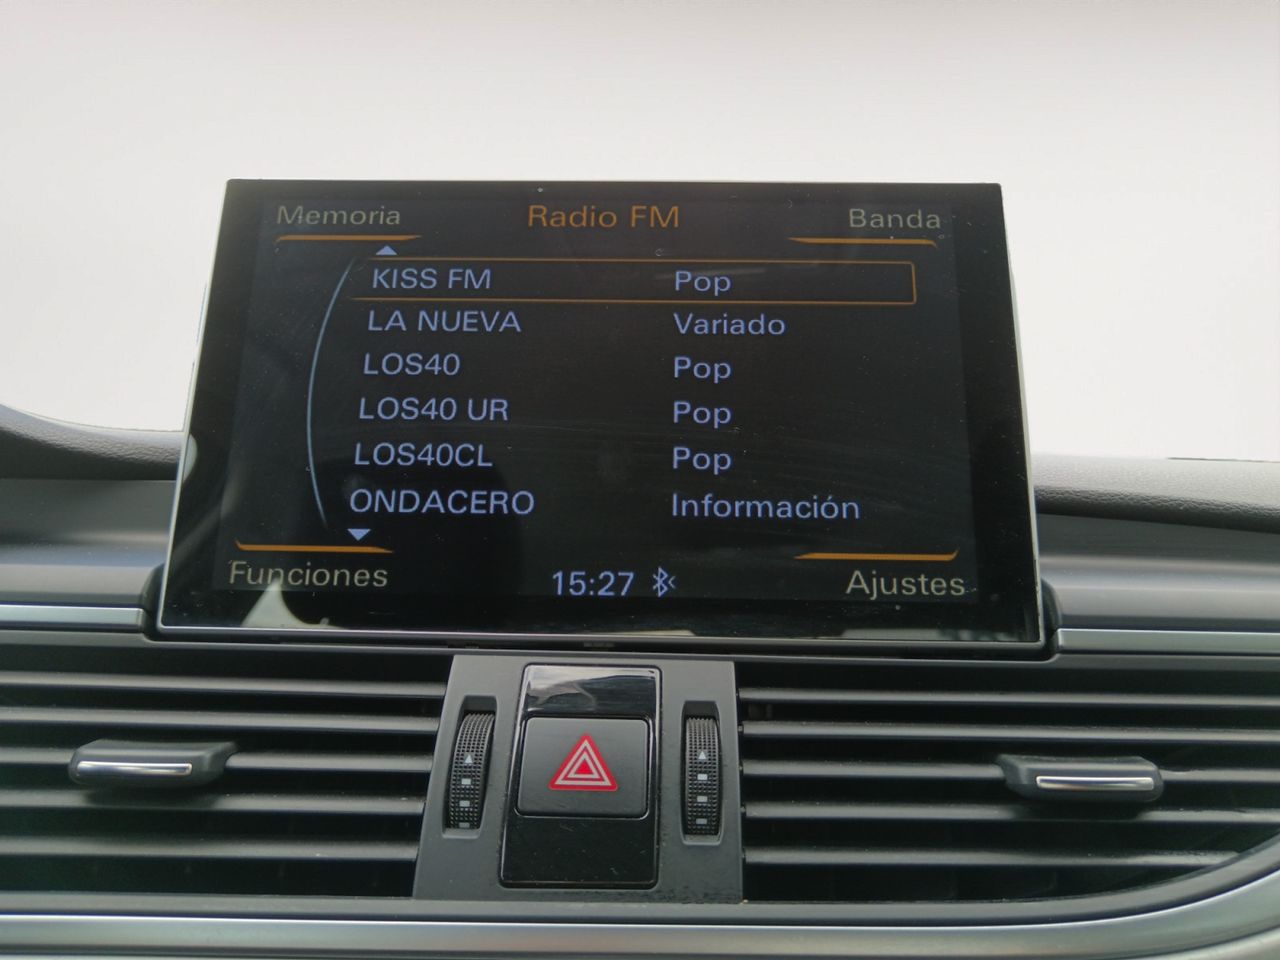 Memoria Radio FM Banda
KISS FM Pop
LA NUEVA Variado
LOS40 Pop
LOS40 UR Pop
LOS40CL Pop
ONDACERO Información
Funciones 15:27 Ajustes